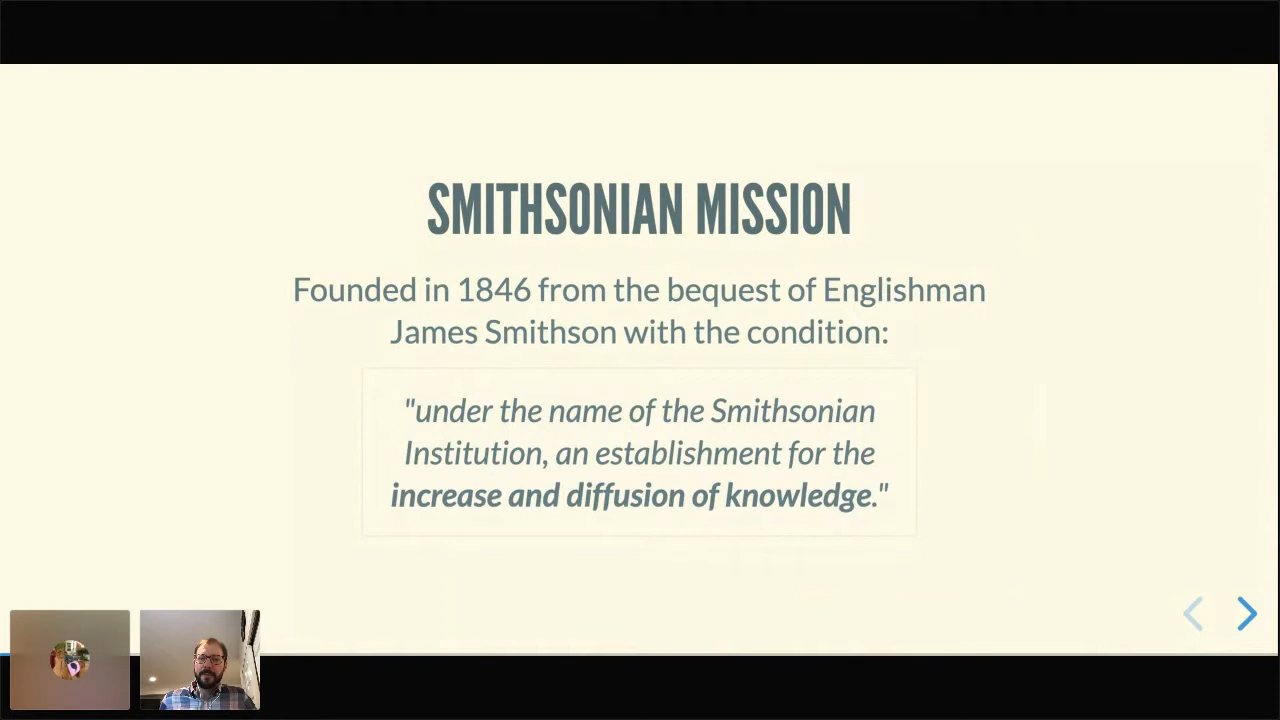 SMITHSONIAN MISSION
Founded in 1846 from the bequest of Englishman
James Smithson with the condition:
"under the name of the Smithsonian
Institution, an establishment for the
increase and diffusion of knowledge."